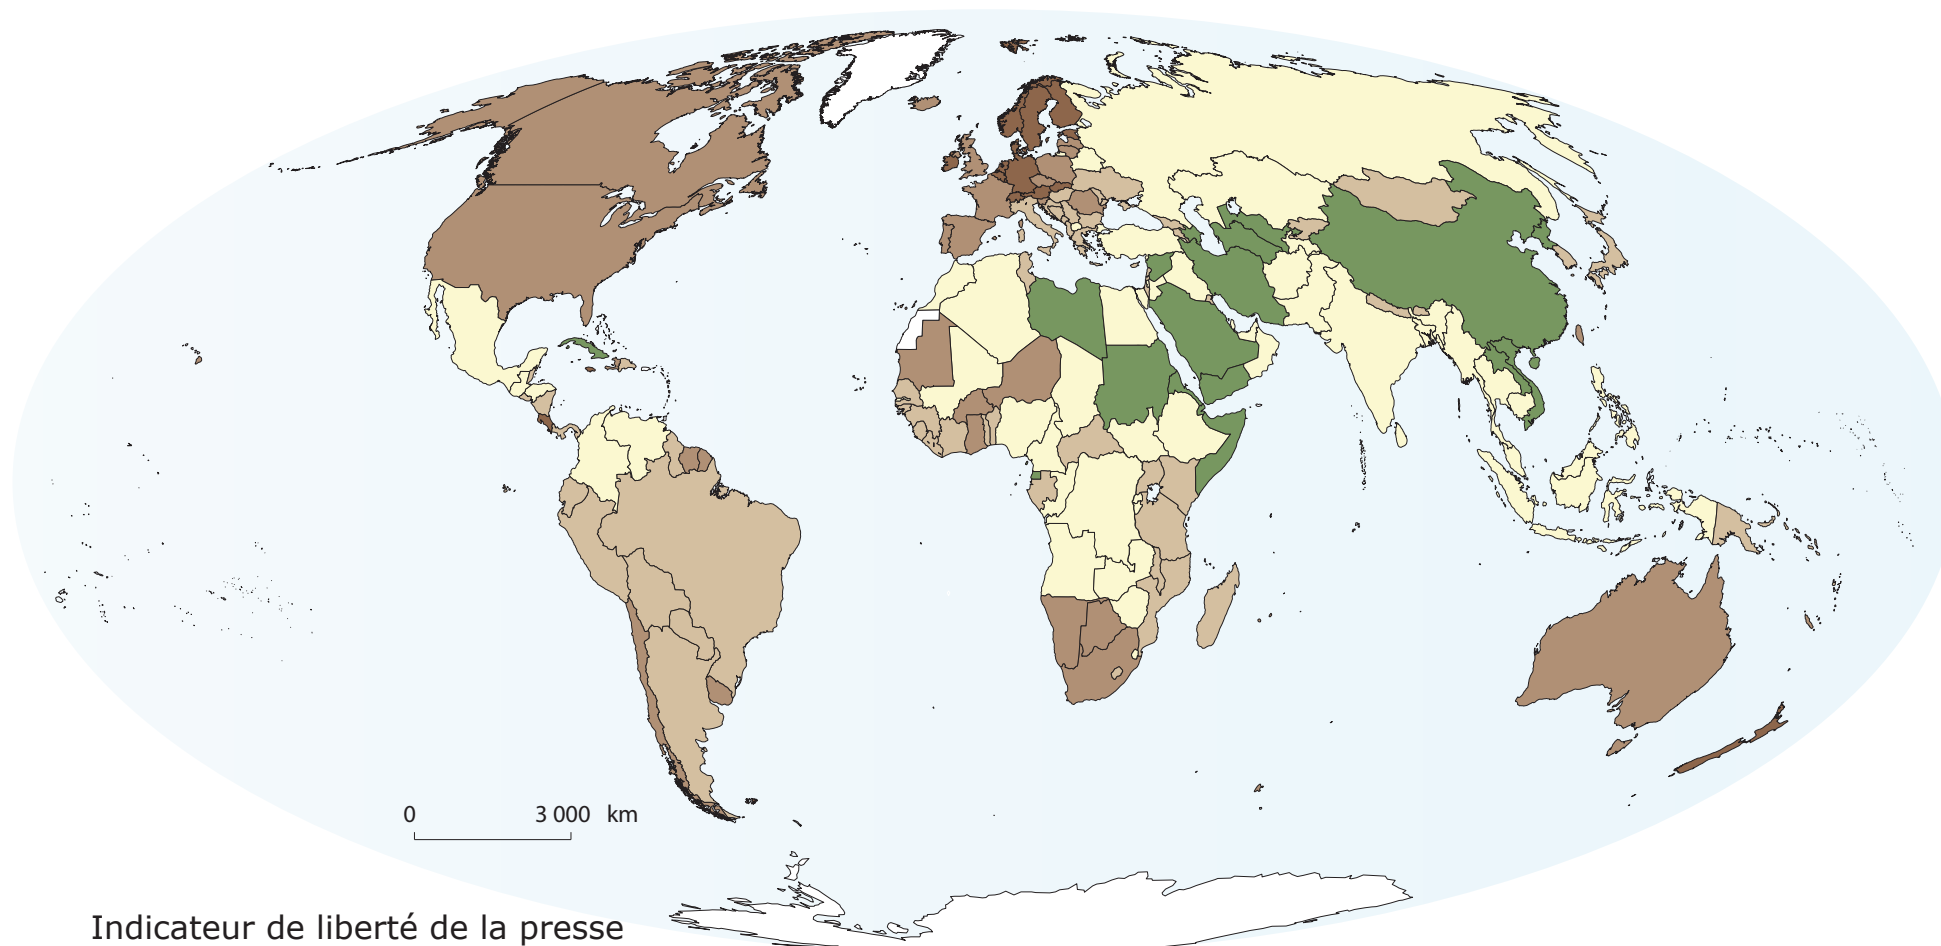 0 3 000 km
Indicateur de liberté de la presse